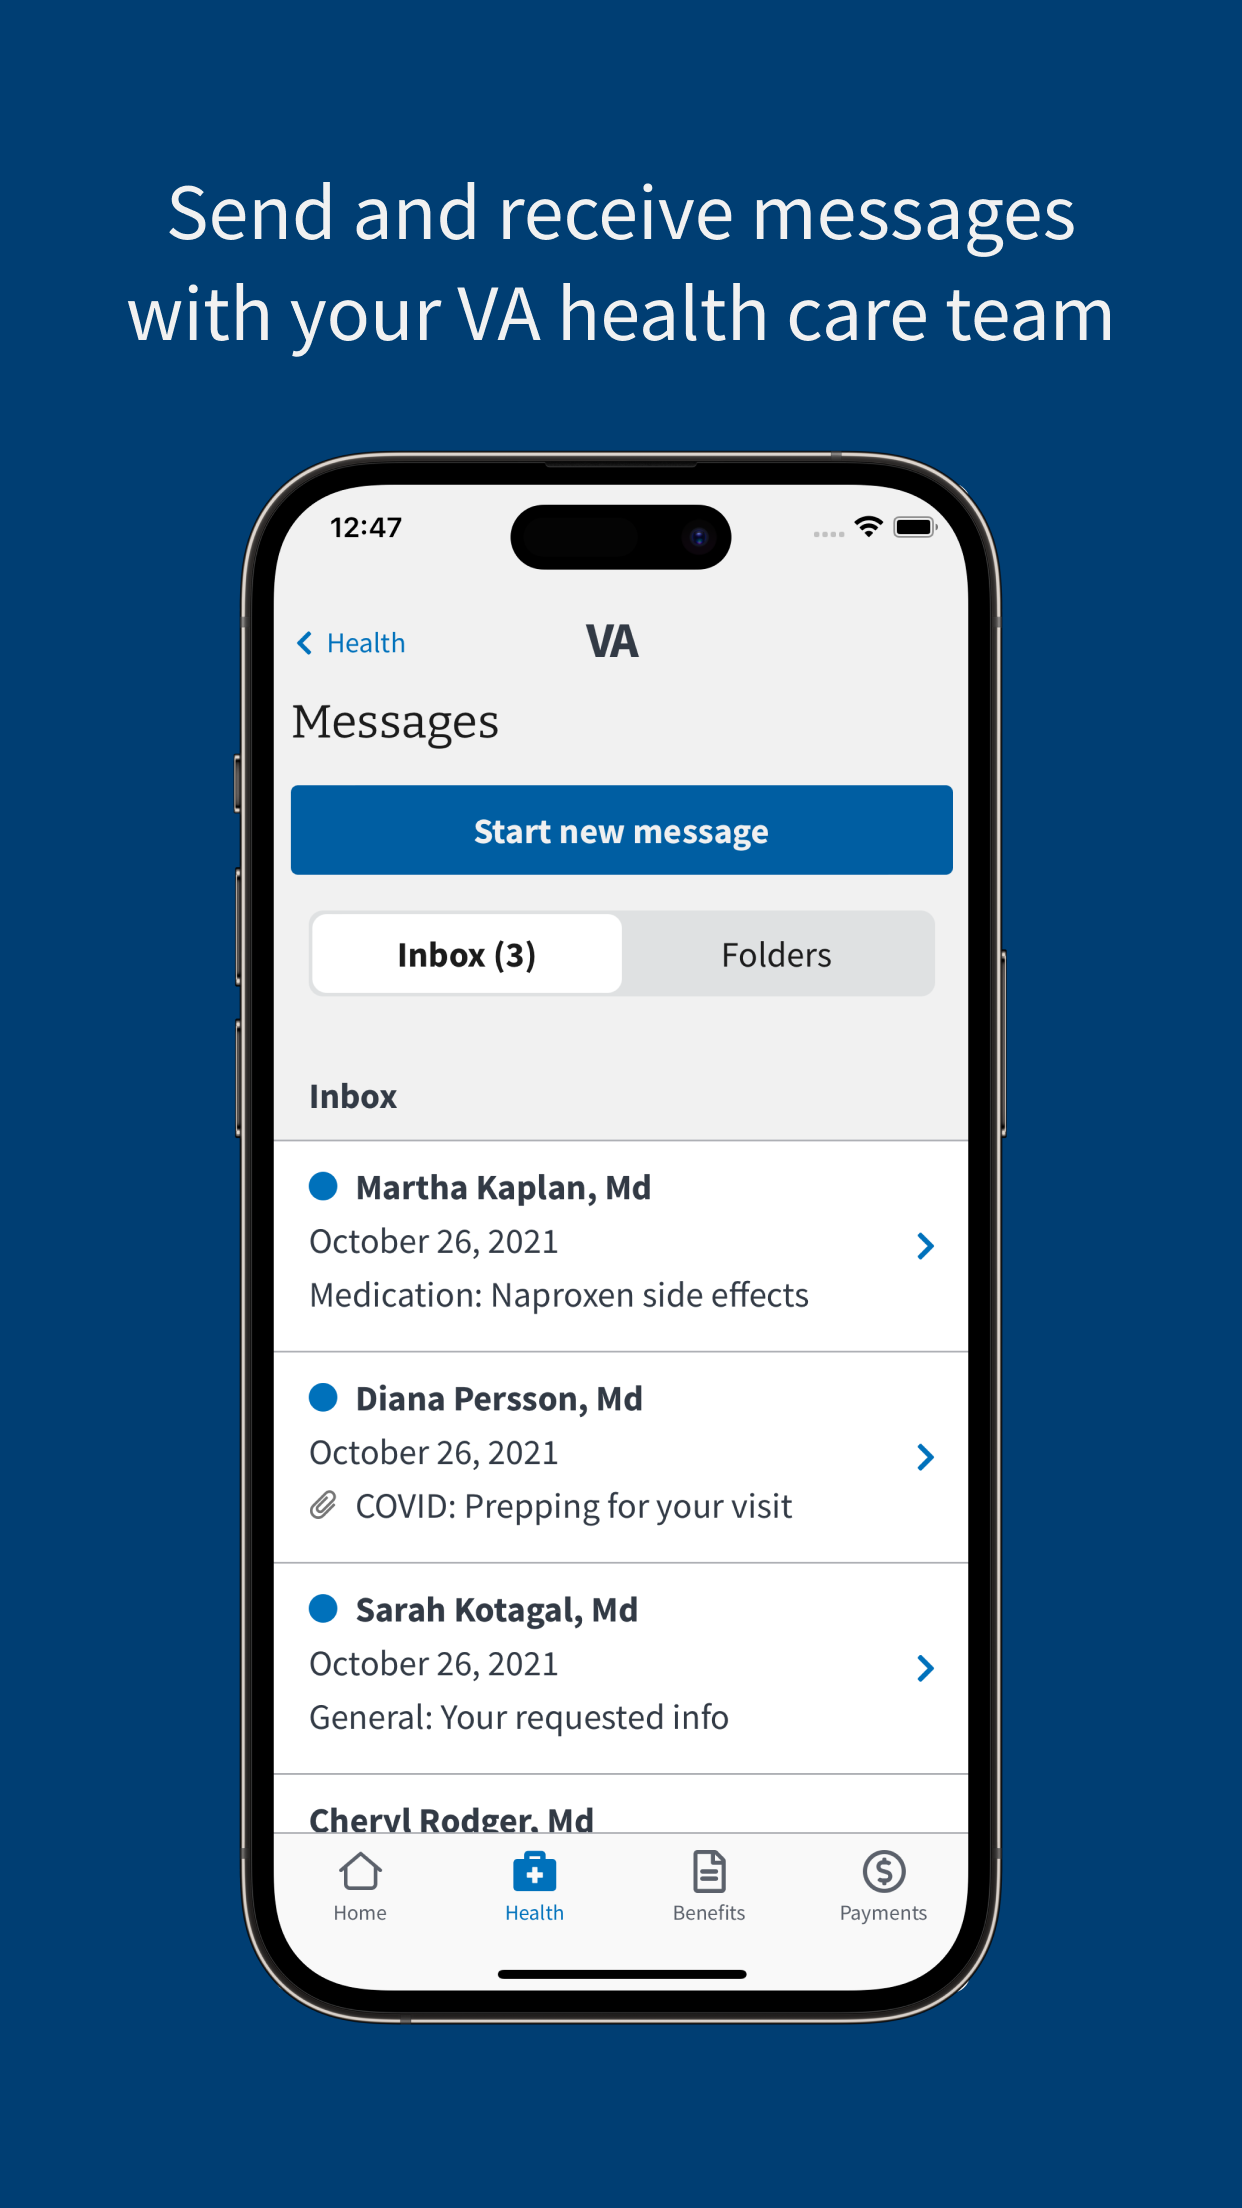 Send and receive messages
with your VA health care team
12:47
Health
VA
Messages
Start new message
Inbox (3)
Folders
Inbox
Martha Kaplan, Md
October 26, 2021
Medication: Naproxen side effects
Diana Persson, Md
October 26, 2021
COVID: Prepping for your visit
Sarah Kotagal, Md
October 26, 2021
General: Your requested info
Cheryl Rodger, Md
Home
Health
Benefits
Payments